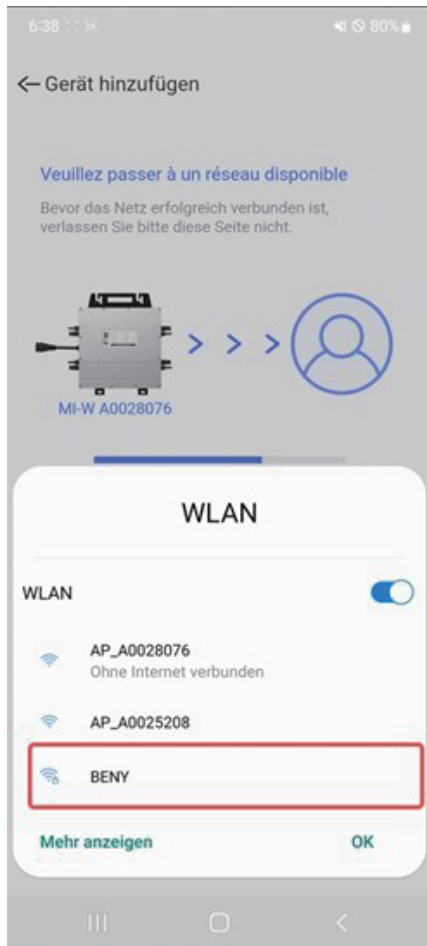 6:38
80%
Gerät hinzufügen
Veuillez passer à un réseau disponible
Bevor das Netz erfolgreich verbunden ist,
verlassen Sie bitte diese Seite nicht.
MI-W A0028076
WLAN
WLAN
AP_A0028076
Ohne Internet verbunden
AP_A0025208
BENY
Mehr anzeigen
OK